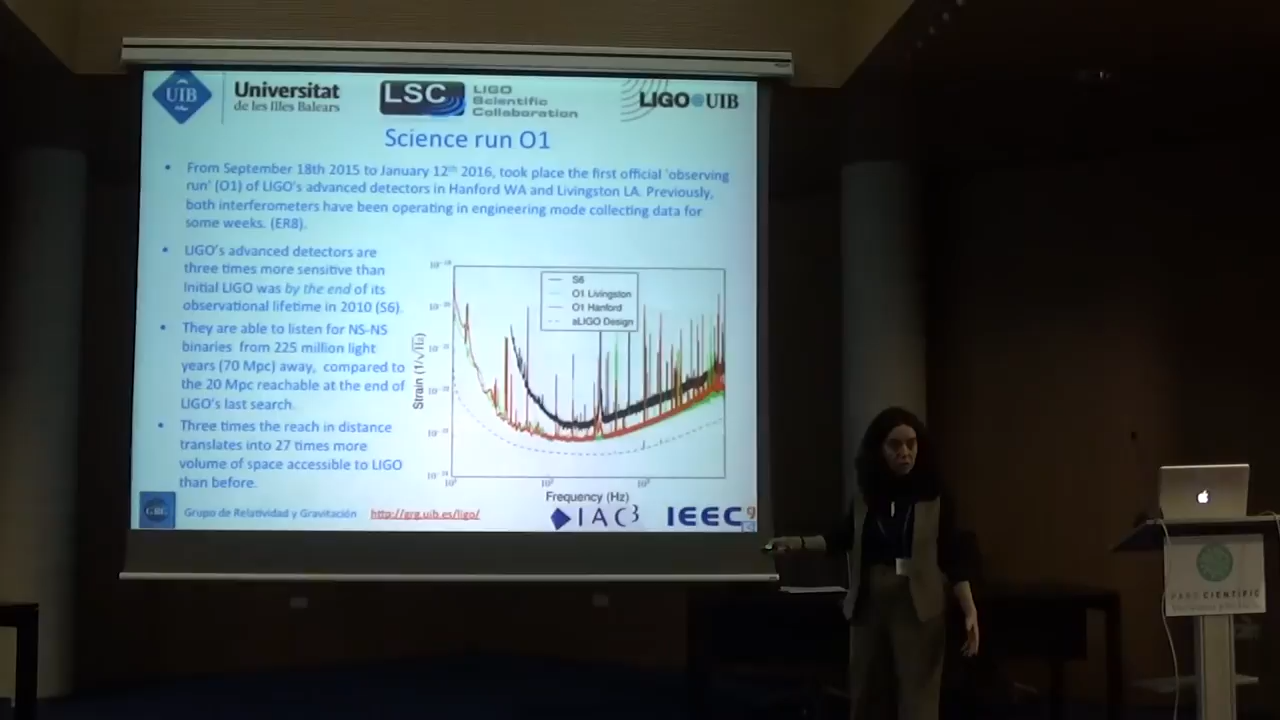 UIB
Universitat
de les Illes Balears
LSC
LIGO
Scientific
Collaboration
LIGO UIB
Science run O1
• From September 18th 2015 to January 12th 2016, took place the first official 'observing
run' (O1) of LIGO's advanced detectors in Hanford WA and Livingston LA. Previously,
both interferometers have been operating in engineering mode collecting data for
some weeks. (ER8).
• LIGO's advanced detectors are
three times more sensitive than
Initial LIGO was by the end of its
observational lifetime in 2010 (S6).
• They are able to listen for NS-NS
binaries from 225 million light
years (70 Mpc) away, compared to
the 20 Mpc reachable at the end of
LIGO's last search.
• Three times the reach in distance
translates into 27 times more
volume of space accessible to LIGO
than before.
S6
O1 Livingston
O1 Hanford
aLIGO Design
Strain (1/√Hz)
Frequency (Hz)
GRG
Grupo de Relatividad y Gravitación
http://grg.uib.es/ligo/
IAC3
IEEC
9
PARC CIENTÍFIC